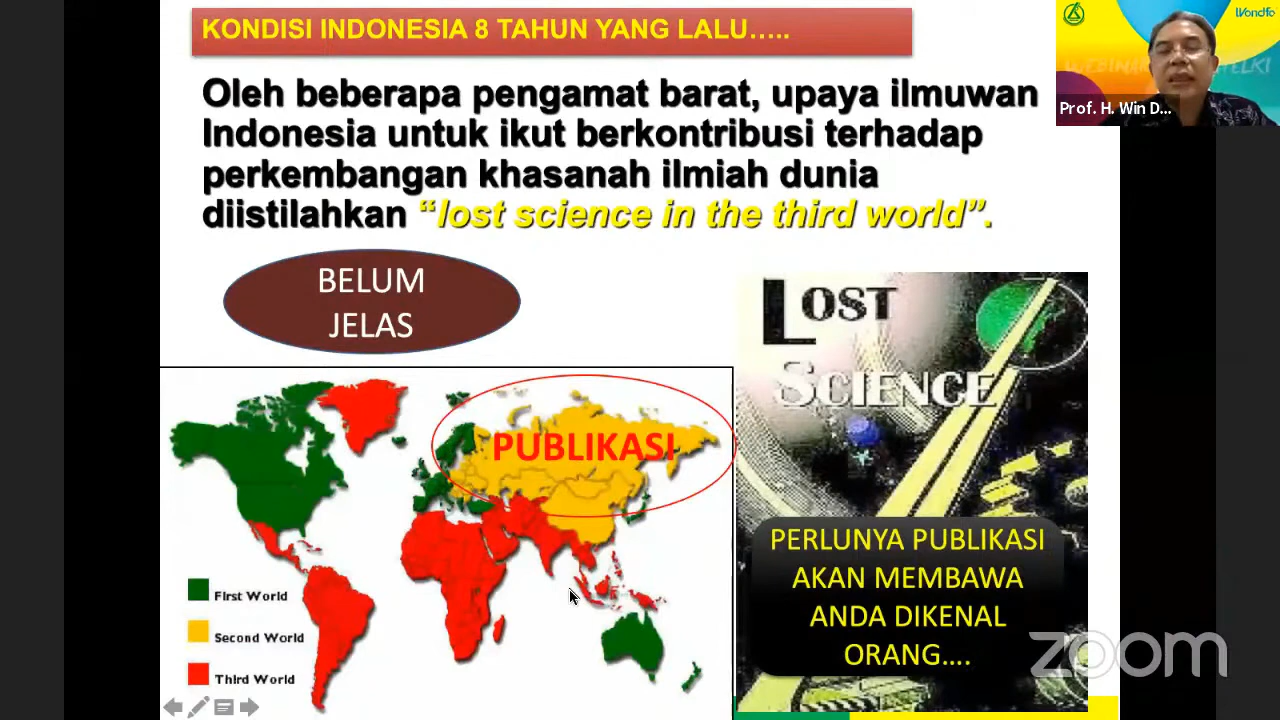 KONDISI INDONESIA 8 TAHUN YANG LALU…..
Oleh beberapa pengamat barat, upaya ilmuwan
Indonesia untuk ikut berkontribusi terhadap
perkembangan khasanah ilmiah dunia
diistilahkan “lost science in the third world”.
BELUM
JELAS
PUBLIKASI
First World
Second World
Third World
LOST
SCIENCE
PERLUNYA PUBLIKASI
AKAN MEMBAWA
ANDA DIKENAL
ORANG….
Wondfo
Prof. H. Win D...
zoom